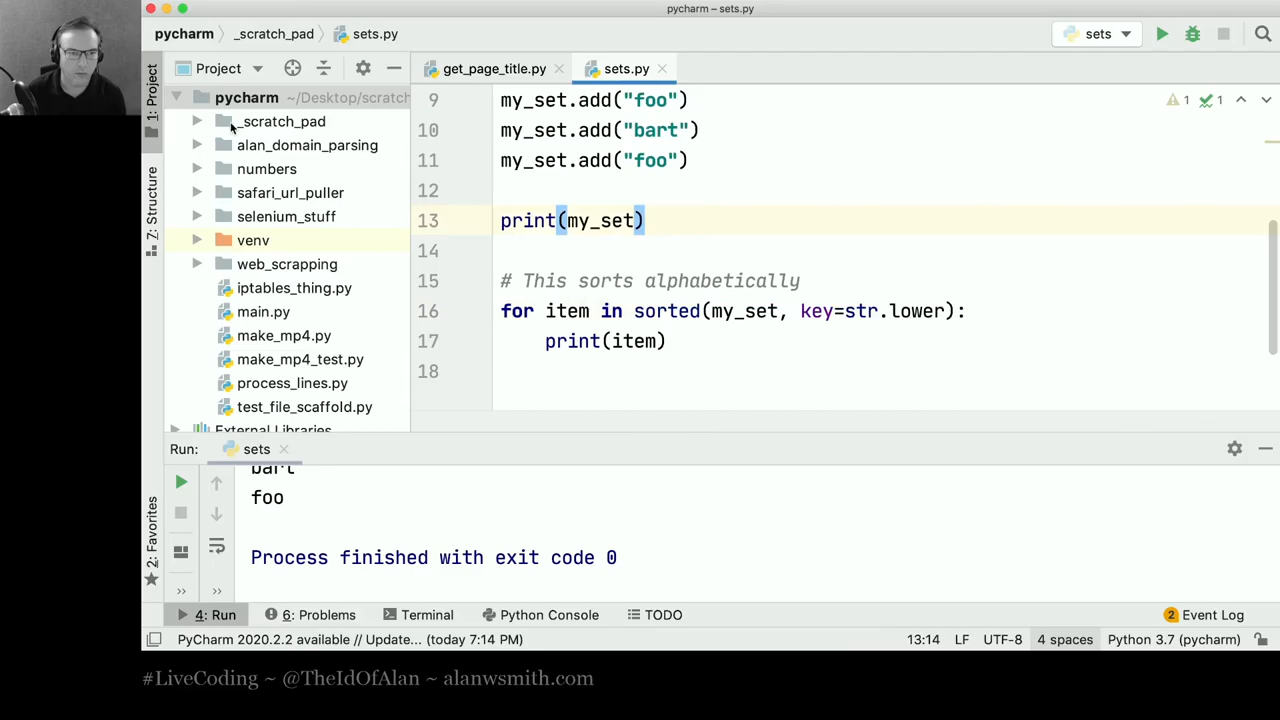 pycharm – sets.py
pycharm _scratch_pad sets.py
sets
1: Project
Project
get_page_title.py
sets.py
pycharm ~/Desktop/scratch
_scratch_pad
alan_domain_parsing
numbers
safari_url_puller
selenium_stuff
venv
web_scrapping
iptables_thing.py
main.py
make_mp4.py
make_mp4_test.py
process_lines.py
test_file_scaffold.py
External Libraries
Z: Structure
2: Favorites
1 1
9 my_set.add("foo")
10 my_set.add("bart")
11 my_set.add("foo")
12
13 print(my_set)
14
15 # This sorts alphabetically
16 for item in sorted(my_set, key=str.lower):
17 print(item)
18
Run: sets
bart
foo
Process finished with exit code 0
4: Run 6: Problems Terminal Python Console TODO 2 Event Log
PyCharm 2020.2.2 available // Update... (today 7:14 PM) 13:14 LF UTF-8 4 spaces Python 3.7 (pycharm)
#LiveCoding ~ @TheIdOfAlan ~ alanwsmith.com